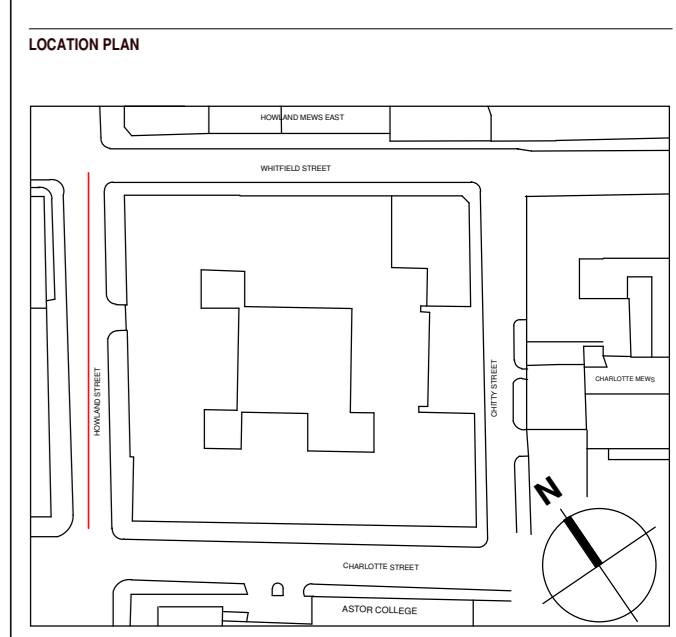 LOCATION PLAN
HOWLAND MEWS EAST
WHITFIELD STREET
HOWLAND STREET
CHITTY STREET
CHARLOTTE MEWS
N
CHARLOTTE STREET
ASTOR COLLEGE